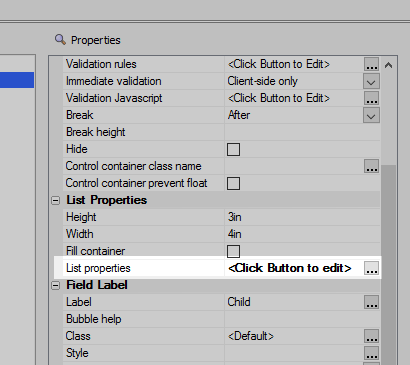 Properties
Validation rules <Click Button to Edit> ...
Immediate validation Client-side only
Validation Javascript <Click Button to Edit> ...
Break After
Break height
Hide
Control container class name ...
Control container prevent float
List Properties
Height 3in
Width 4in
Fill container
List properties <Click Button to edit> ...
Field Label
Label Child ...
Bubble help
Class <Default> ...
Style ...